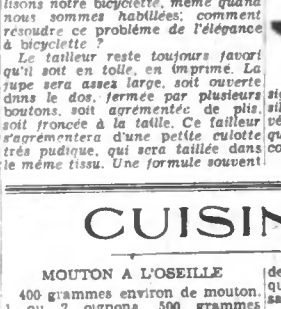 lisons notre bicyclette, même quand
nous sommes habillées; comment
résoudre ce problème de l'élégance
à bicyclette ?
Le tailleur reste toujours favori
qu'il soit en toile, en imprimé. La
jupe sera assez large, soit ouverte
dnns le dos, fermée par plusieurs
boutons, soit agrémentée de plis,
soit froncée à la taille. Ce tailleur
s'agrémentera d'une petite culotte
très pudique, qui sera taillée dans
le même tissu. Une formule souvent
CUISIN
MOUTON A L'OSEILLE
400 grammes environ de mouton.
1 ou 2 oignons, 500 grammes